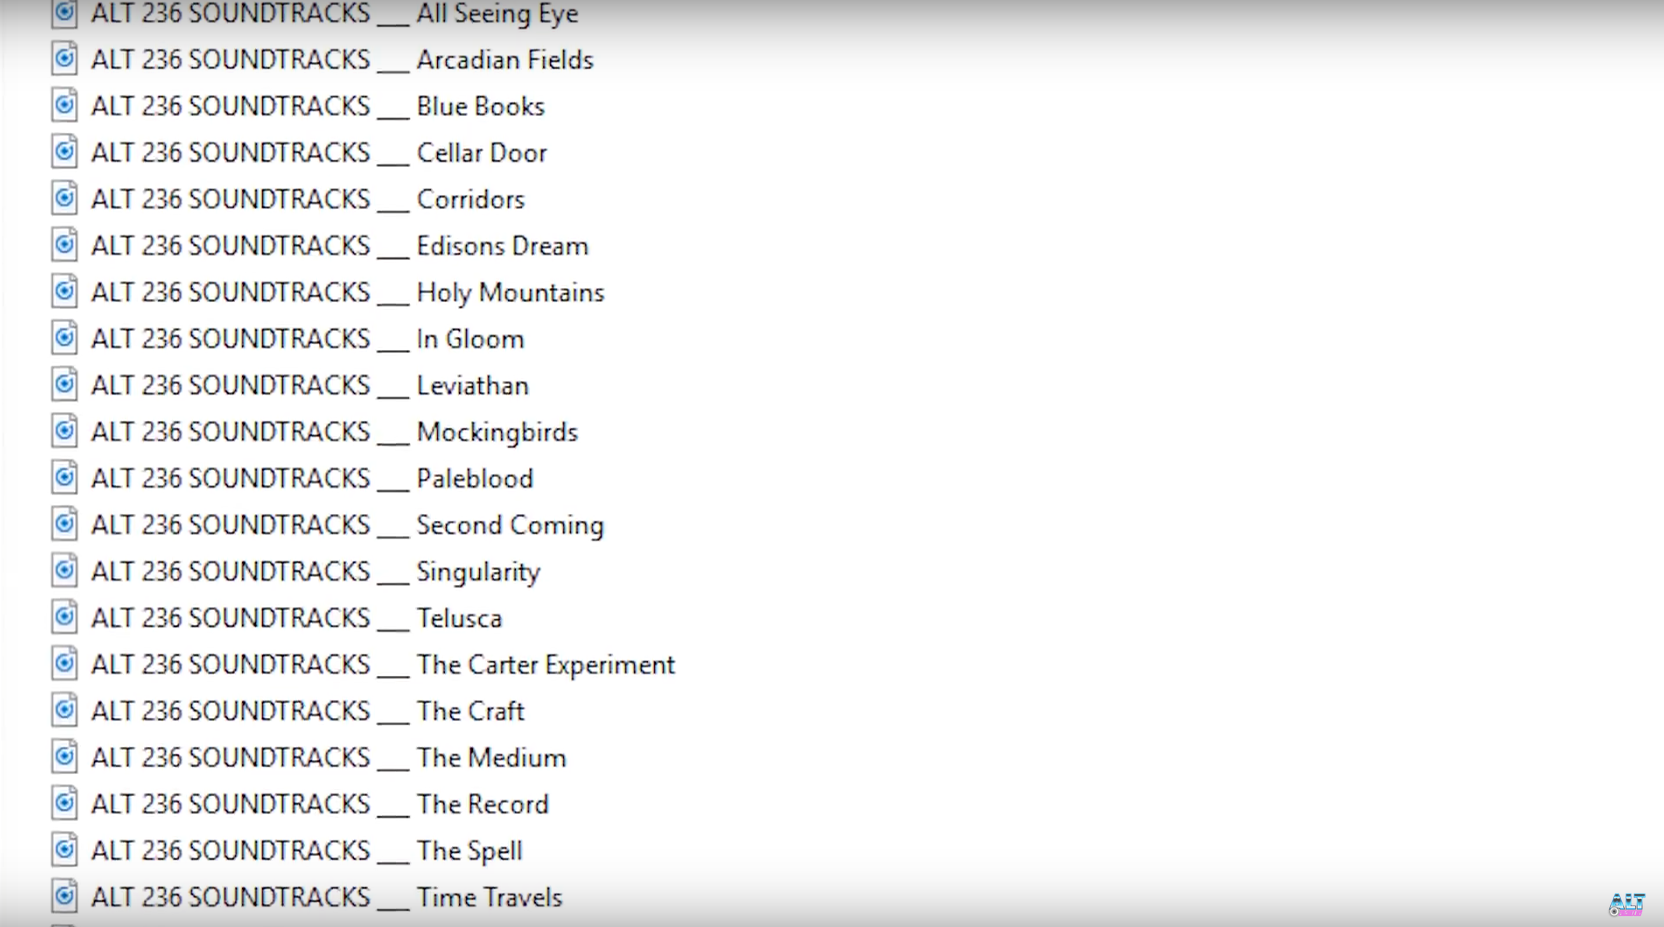 ALT 236 SOUNDTRACKS ___ All Seeing Eye
ALT 236 SOUNDTRACKS ___ Arcadian Fields
ALT 236 SOUNDTRACKS ___ Blue Books
ALT 236 SOUNDTRACKS ___ Cellar Door
ALT 236 SOUNDTRACKS ___ Corridors
ALT 236 SOUNDTRACKS ___ Edisons Dream
ALT 236 SOUNDTRACKS ___ Holy Mountains
ALT 236 SOUNDTRACKS ___ In Gloom
ALT 236 SOUNDTRACKS ___ Leviathan
ALT 236 SOUNDTRACKS ___ Mockingbirds
ALT 236 SOUNDTRACKS ___ Paleblood
ALT 236 SOUNDTRACKS ___ Second Coming
ALT 236 SOUNDTRACKS ___ Singularity
ALT 236 SOUNDTRACKS ___ Telusca
ALT 236 SOUNDTRACKS ___ The Carter Experiment
ALT 236 SOUNDTRACKS ___ The Craft
ALT 236 SOUNDTRACKS ___ The Medium
ALT 236 SOUNDTRACKS ___ The Record
ALT 236 SOUNDTRACKS ___ The Spell
ALT 236 SOUNDTRACKS ___ Time Travels
ALT